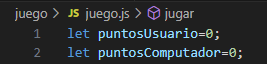 juego > JS juego.js > jugar
1 let puntosUsuario=0;
2 let puntosComputador=0;